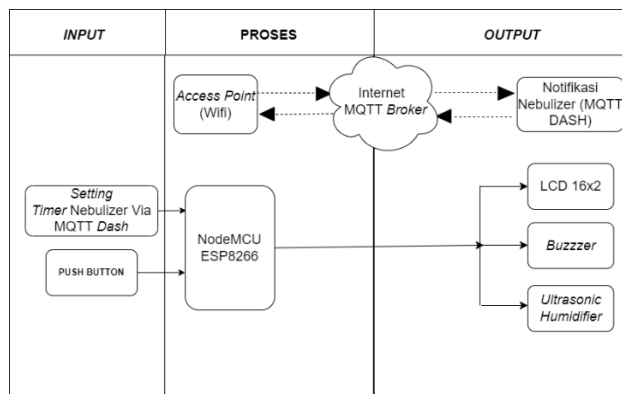 INPUT
PROSES
OUTPUT
Access Point
(Wifi)
Internet
MQTT Broker
Notifikasi
Nebulizer (MQTT
DASH)
Setting
Timer Nebulizer Via
MQTT Dash
PUSH BUTTON
NodeMCU
ESP8266
LCD 16x2
Buzzzer
Ultrasonic
Humidifier